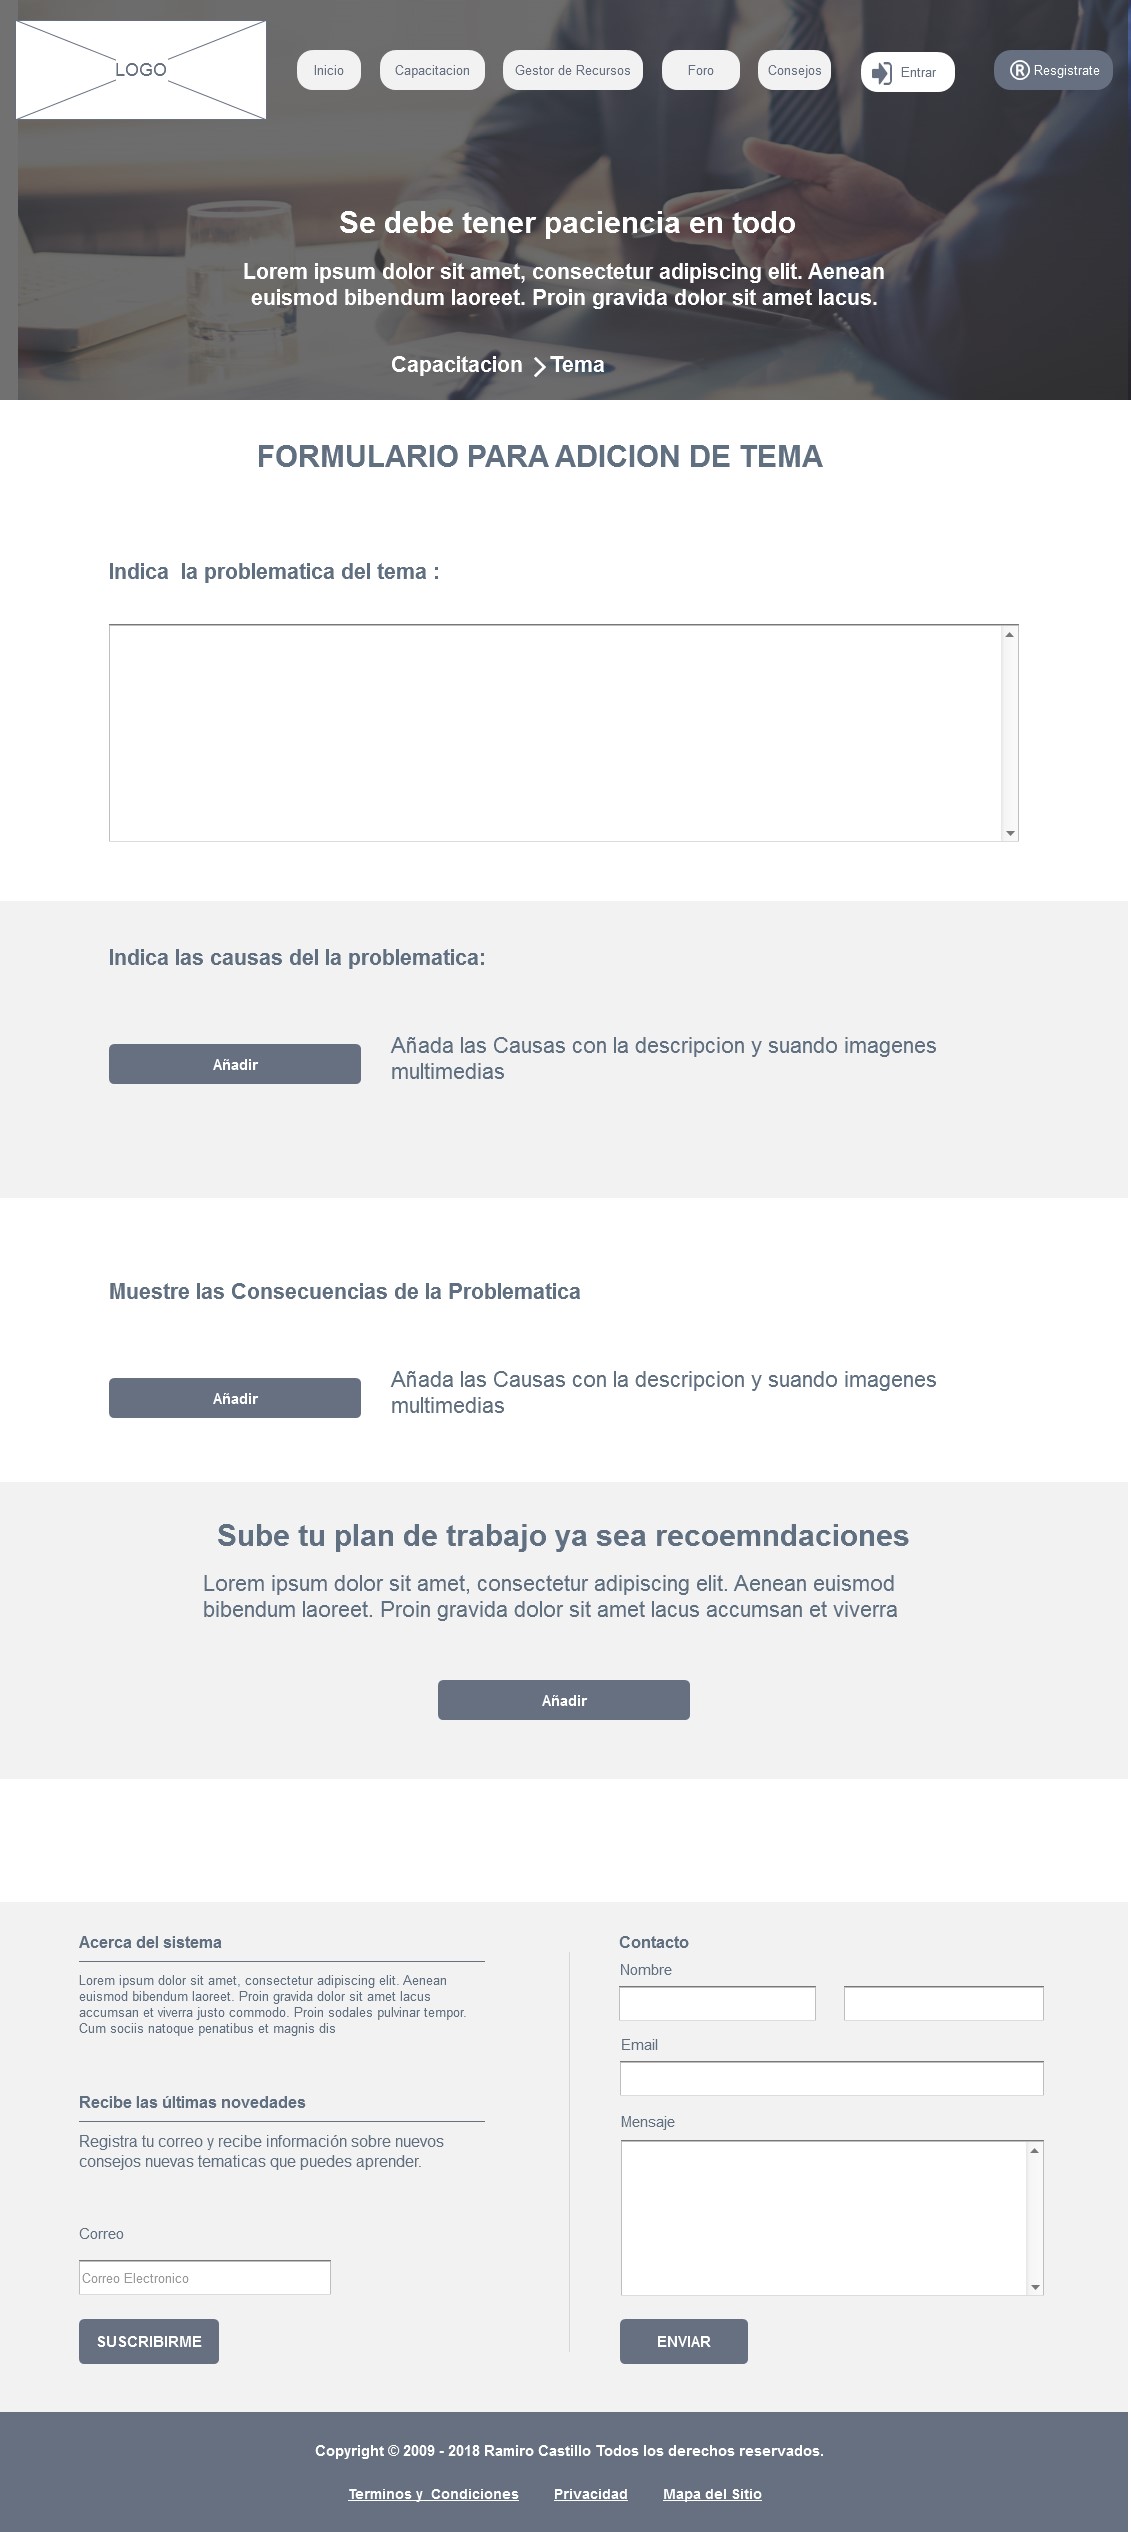 LOGO
Inicio
Capacitacion
Gestor de Recursos
Foro
Consejos
Entrar
® Resgistrate
Se debe tener paciencia en todo
Lorem ipsum dolor sit amet, consectetur adipiscing elit. Aenean
euismod bibendum laoreet. Proin gravida dolor sit amet lacus.
Capacitacion > Tema
FORMULARIO PARA ADICION DE TEMA
Indica la problematica del tema :
Indica las causas del la problematica:
Añadir
Añada las Causas con la descripcion y suando imagenes
multimedias
Muestre las Consecuencias de la Problematica
Añadir
Añada las Causas con la descripcion y suando imagenes
multimedias
Sube tu plan de trabajo ya sea recoemndaciones
Lorem ipsum dolor sit amet, consectetur adipiscing elit. Aenean euismod
bibendum laoreet. Proin gravida dolor sit amet lacus accumsan et viverra
Añadir
Acerca del sistema
Lorem ipsum dolor sit amet, consectetur adipiscing elit. Aenean
euismod bibendum laoreet. Proin gravida dolor sit amet lacus
accumsan et viverra justo commodo. Proin sodales pulvinar tempor.
Cum sociis natoque penatibus et magnis dis
Recibe las últimas novedades
Registra tu correo y recibe información sobre nuevos
consejos nuevas tematicas que puedes aprender.
Correo
Correo Electronico
SUSCRIBIRME
Contacto
Nombre
Email
Mensaje
ENVIAR
Copyright © 2009 - 2018 Ramiro Castillo Todos los derechos reservados.
Terminos y Condiciones
Privacidad
Mapa del Sitio